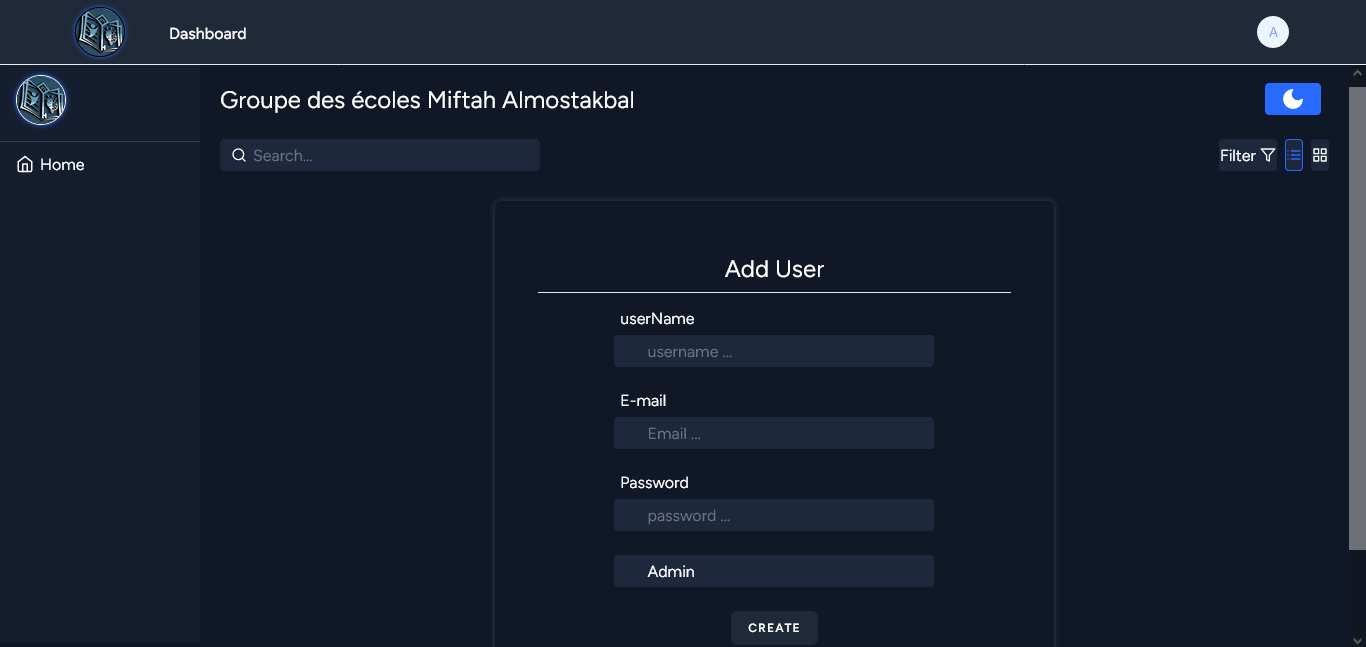 Dashboard
A
Groupe des écoles Miftah Almostakbal
Home
Search...
Filter
Add User
userName
username ...
E-mail
Email ...
Password
password ...
Admin
CREATE